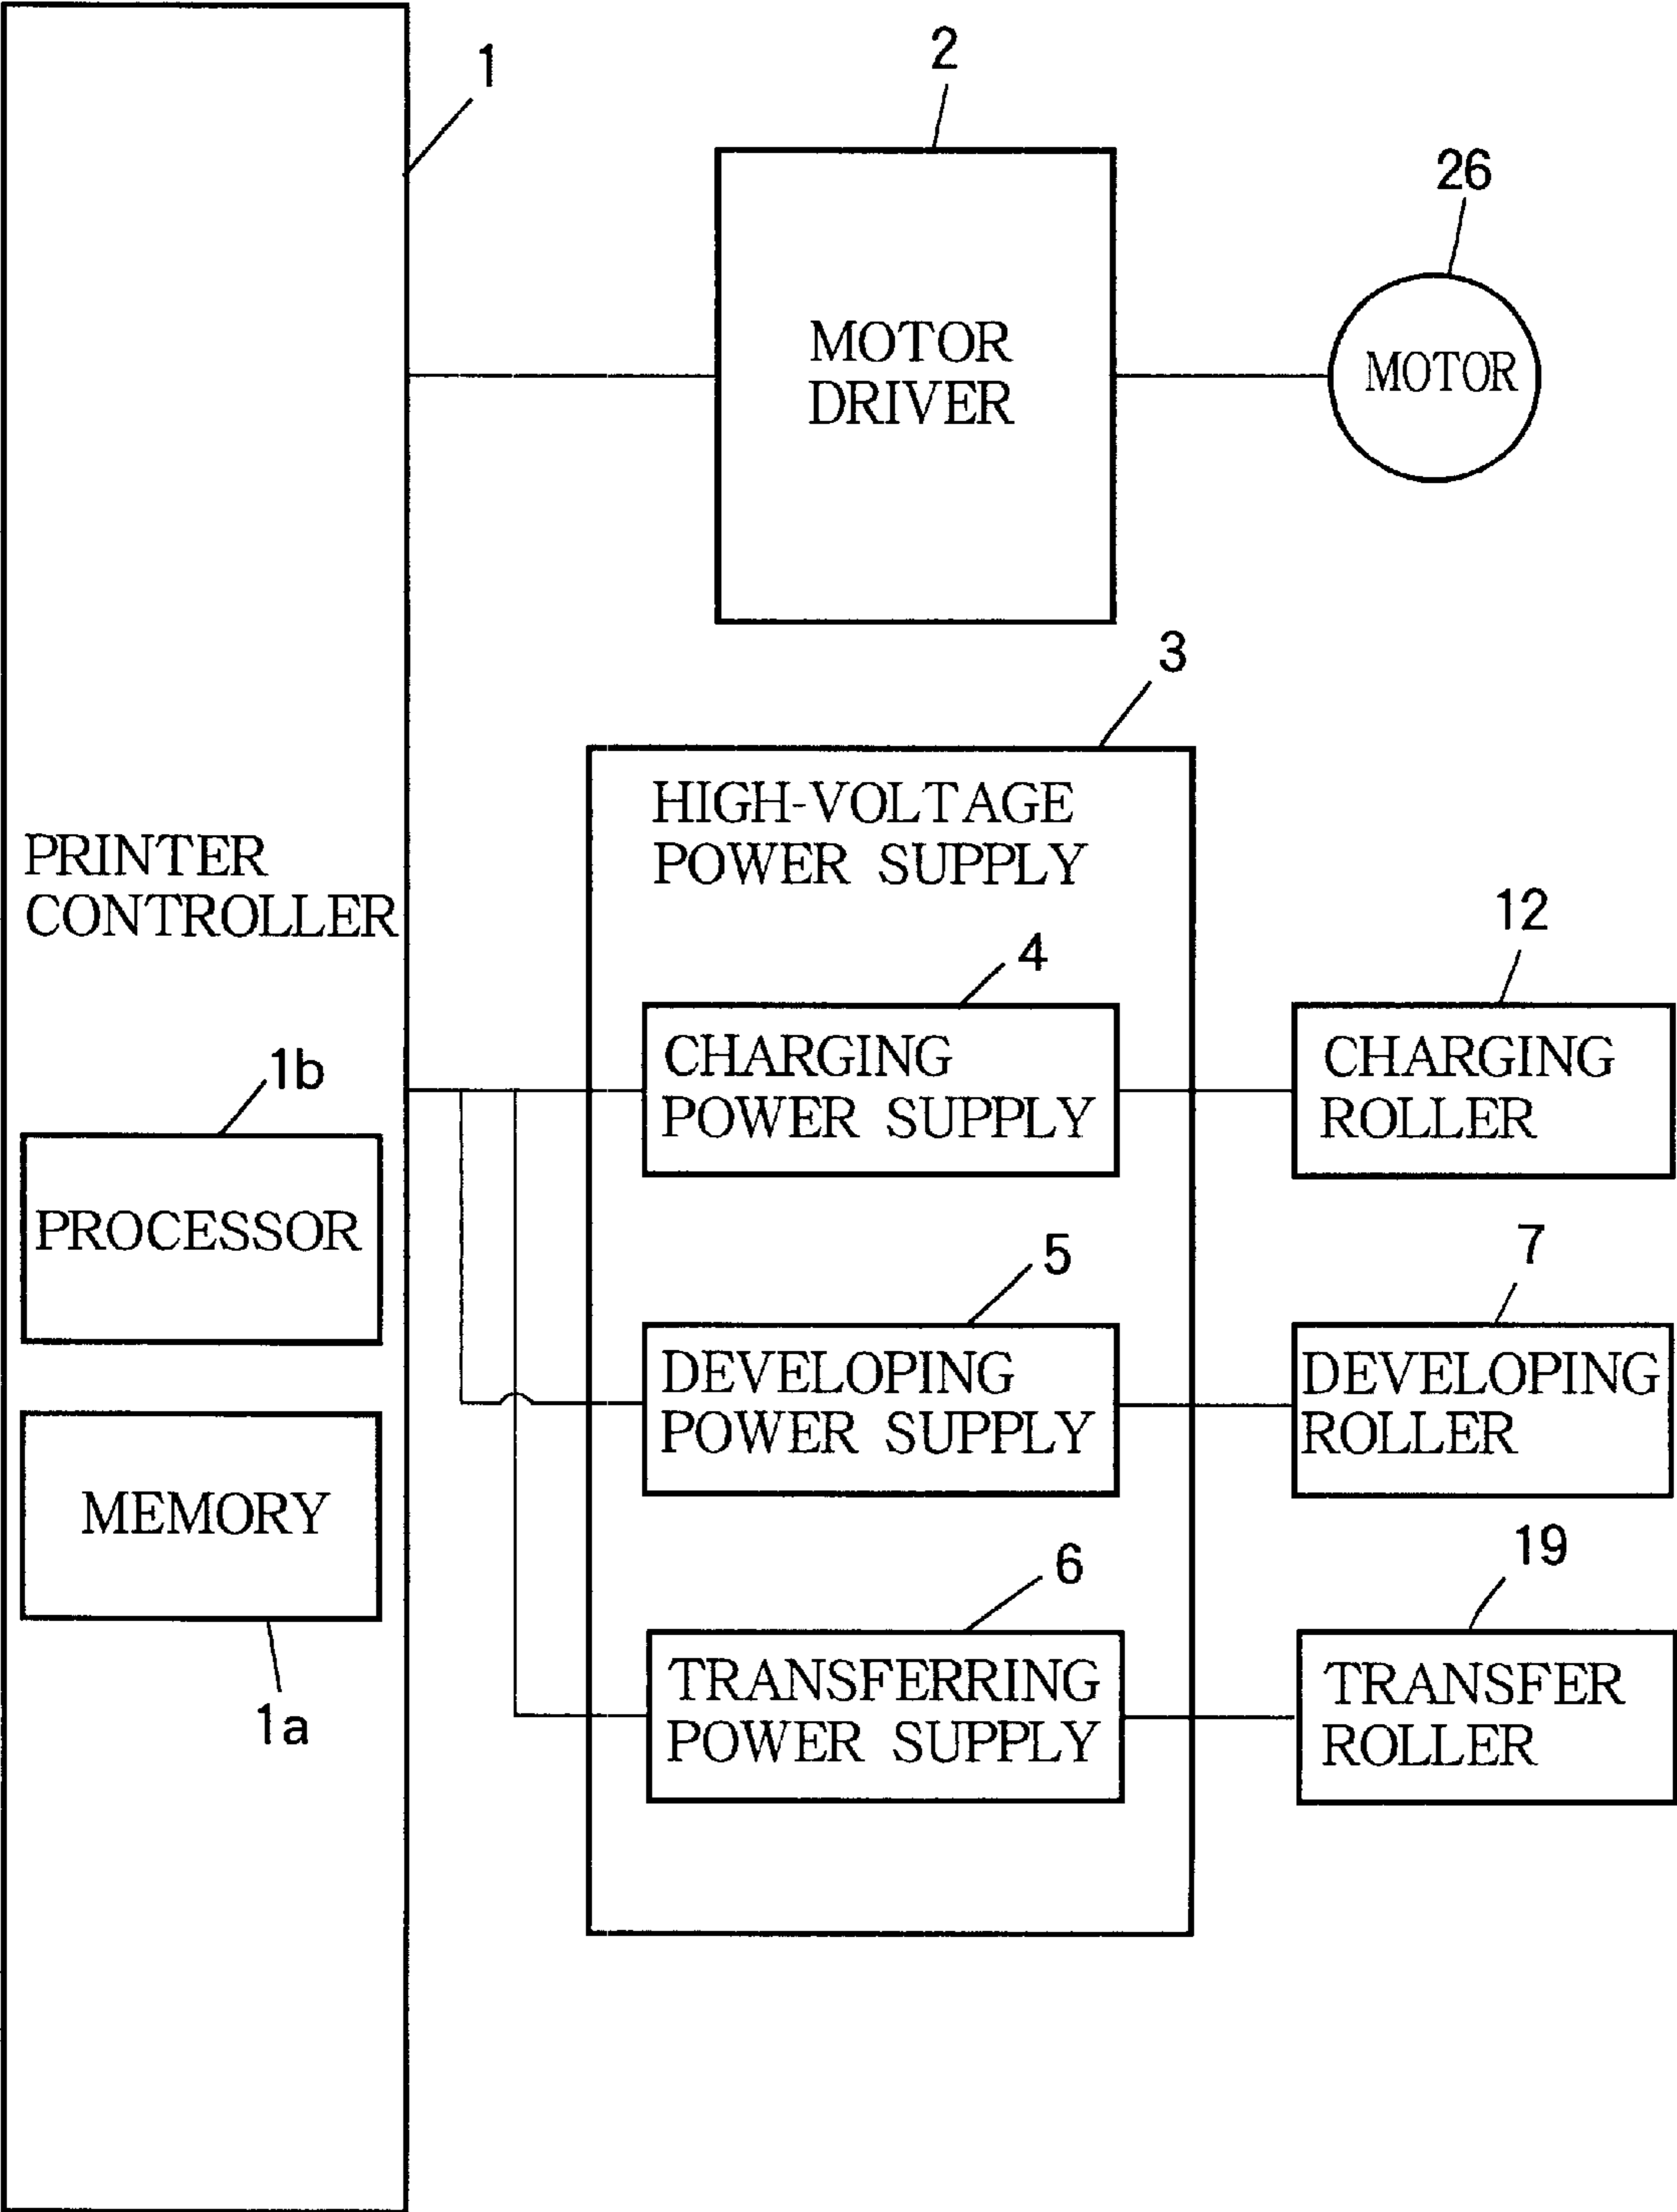 1
2
26
MOTOR
DRIVER
MOTOR
3
HIGH-VOLTAGE
POWER SUPPLY
PRINTER
CONTROLLER
4
12
CHARGING
POWER SUPPLY
CHARGING
ROLLER
1b
PROCESSOR
5
7
DEVELOPING
POWER SUPPLY
DEVELOPING
ROLLER
MEMORY
1a
6
19
TRANSFERRING
POWER SUPPLY
TRANSFER
ROLLER